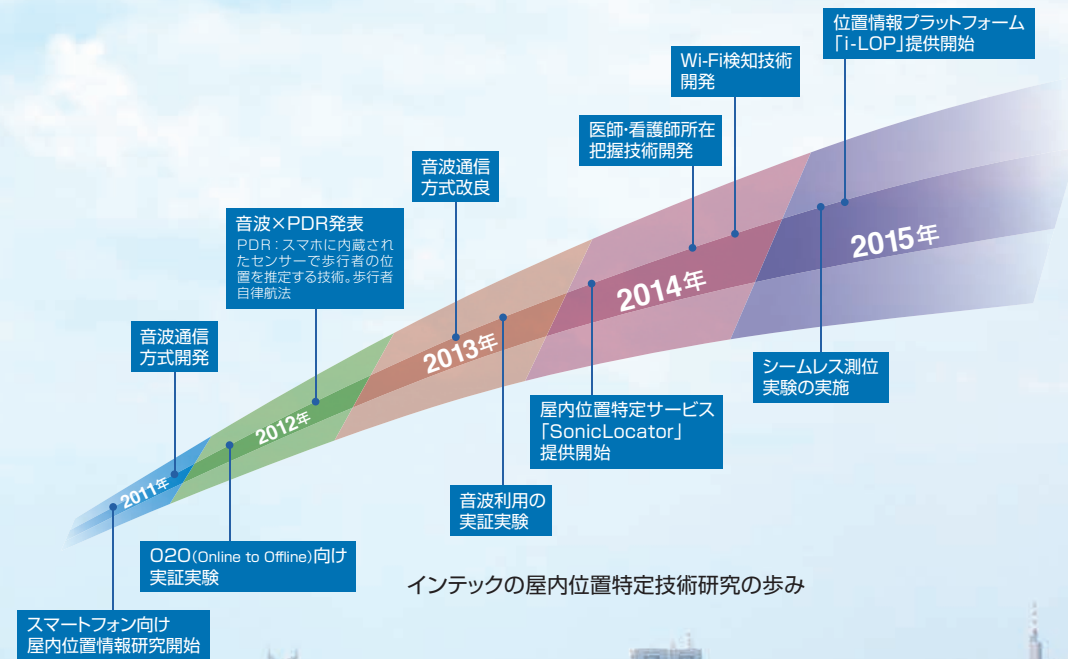 位置情報プラットフォーム
「i-LOP」提供開始
Wi-Fi検知技術
開発
医師・看護師所在
把握技術開発
音波通信
方式改良
音波×PDR発表
PDR：スマホに内蔵され
たセンサーで歩行者の位
置を推定する技術。歩行者
自律航法
音波通信
方式開発
2011年
2012年
2013年
2014年
2015年
シームレス測位
実験の実施
屋内位置特定サービス
「SonicLocator」
提供開始
音波利用の
実証実験
O2O(Online to Offline)向け
実証実験
スマートフォン向け
屋内位置情報研究開始
インテックの屋内位置特定技術研究の歩み